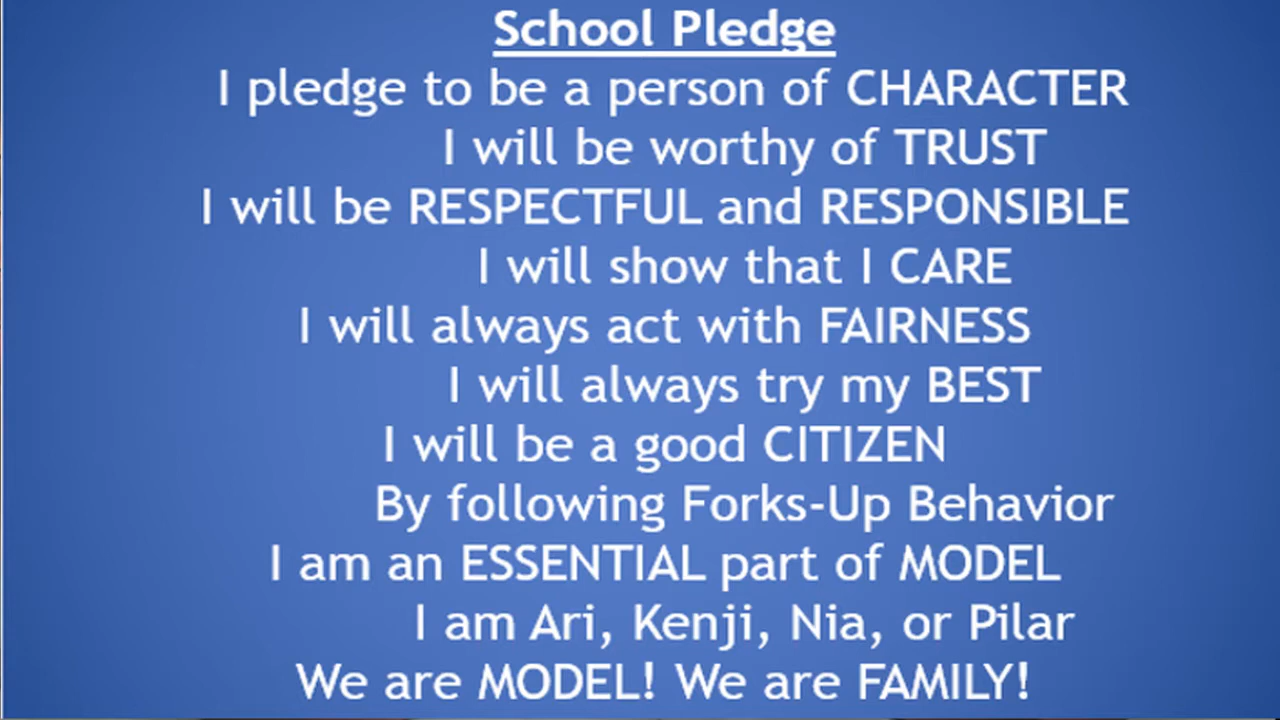 School Pledge
I pledge to be a person of CHARACTER
I will be worthy of TRUST
I will be RESPECTFUL and RESPONSIBLE
I will show that I CARE
I will always act with FAIRNESS
I will always try my BEST
I will be a good CITIZEN
By following Forks-Up Behavior
I am an ESSENTIAL part of MODEL
I am Ari, Kenji, Nia, or Pilar
We are MODEL! We are FAMILY!